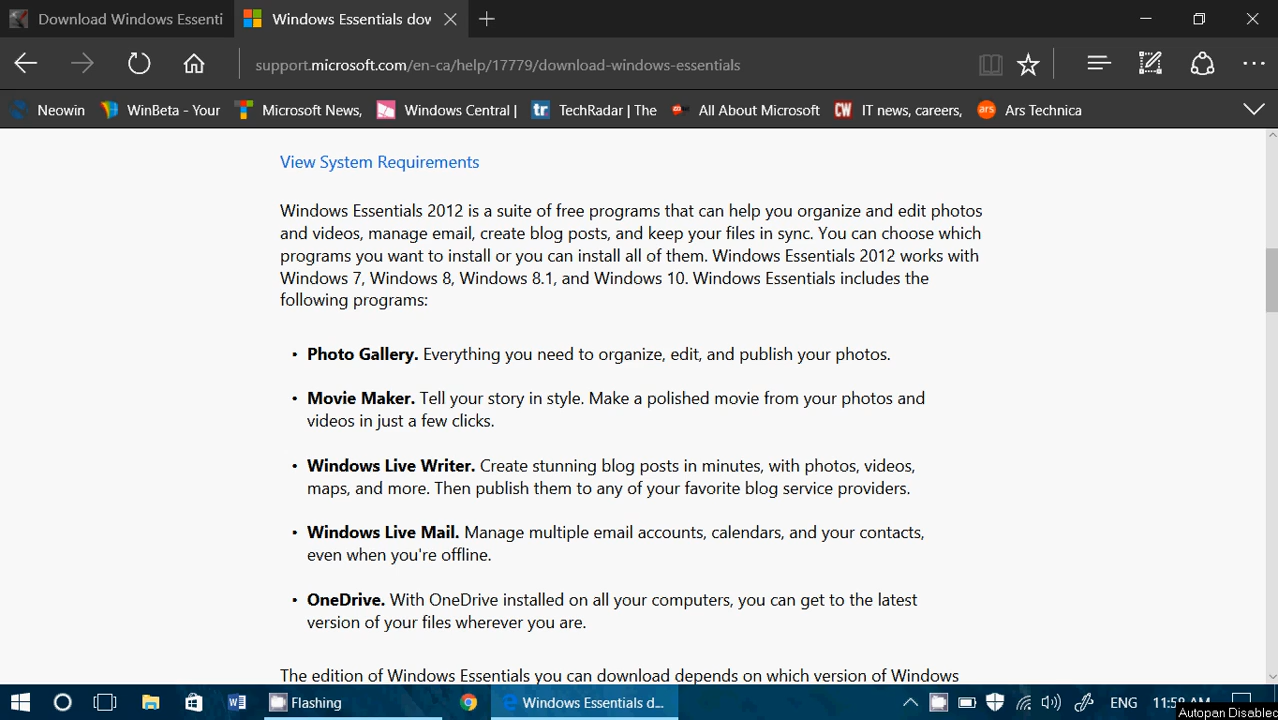 Download Windows Essenti
Windows Essentials dow
support.microsoft.com/en-ca/help/17779/download-windows-essentials
Neowin WinBeta - Your Microsoft News, Windows Central | TechRadar | The All About Microsoft CW IT news, careers, ars Ars Technica
View System Requirements
Windows Essentials 2012 is a suite of free programs that can help you organize and edit photos
and videos, manage email, create blog posts, and keep your files in sync. You can choose which
programs you want to install or you can install all of them. Windows Essentials 2012 works with
Windows 7, Windows 8, Windows 8.1, and Windows 10. Windows Essentials includes the
following programs:
• Photo Gallery. Everything you need to organize, edit, and publish your photos.
• Movie Maker. Tell your story in style. Make a polished movie from your photos and
videos in just a few clicks.
• Windows Live Writer. Create stunning blog posts in minutes, with photos, videos,
maps, and more. Then publish them to any of your favorite blog service providers.
• Windows Live Mail. Manage multiple email accounts, calendars, and your contacts,
even when you're offline.
• OneDrive. With OneDrive installed on all your computers, you can get to the latest
version of your files wherever you are.
The edition of Windows Essentials you can download depends on which version of Windows
Flashing Windows Essentials d... ENG 11:58 AM
Autopan Disabled